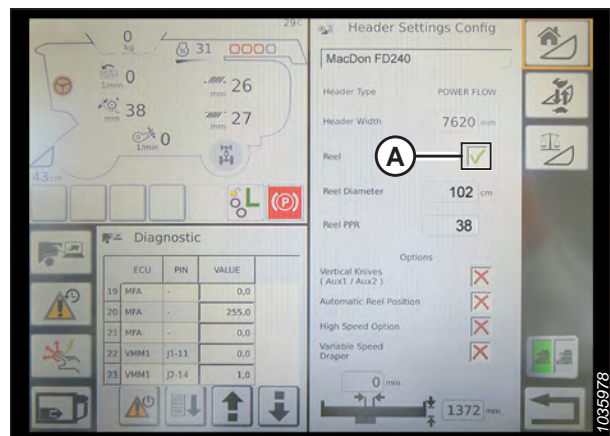 0
kg
31
29°
1/min 0
mm 26
mm 38
mm 27
1/min 0
43cm
L
(P)
Diagnostic
ECU PIN VALUE
19 MFA - 0,0
20 MFA - 255,0
21 MFA - 0,0
22 VMM1 J1-11 0,0
23 VMM1 J2-14 1,0
Header Settings Config
MacDon FD240
Header Type POWER FLOW
Header Width 7620 mm
Reel
A
Reel Diameter 102 cm
Reel PPR 38
Options
Vertical Knives
( Aux1 / Aux2 )
Automatic Reel Position
High Speed Option
Variable Speed
Draper
0 mm
1372 mm
1035978